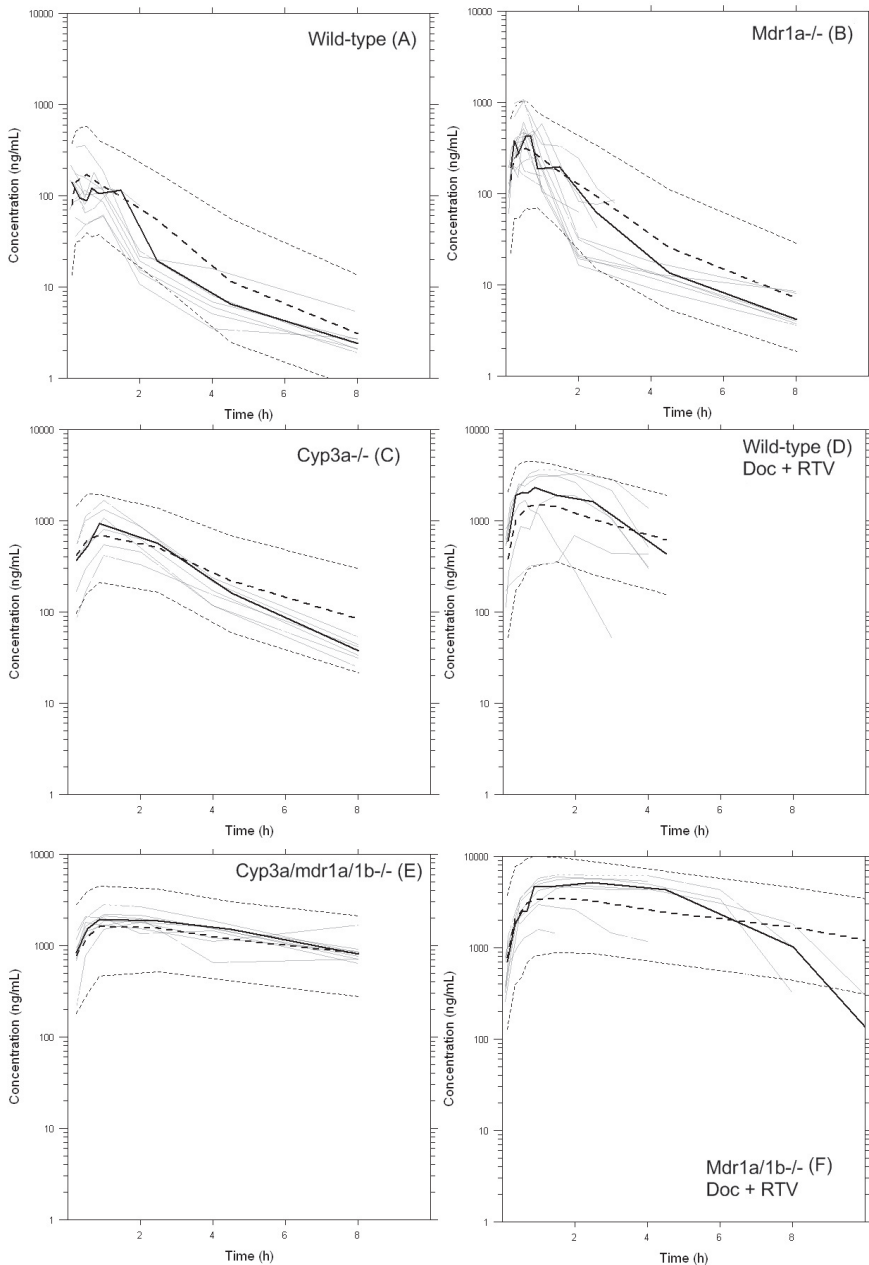 Wild-type (A)
Concentration (ng/mL)
10000
1000
100
10
1
2
4
6
8
Time (h)
Mdr1a-/- (B)
Concentration (ng/mL)
10000
1000
100
10
1
2
4
6
8
Time (h)
Cyp3a-/- (C)
Concentration (ng/mL)
10000
1000
100
10
1
2
4
6
8
Time (h)
Wild-type (D)
Doc + RTV
Concentration (ng/mL)
10000
1000
100
10
1
2
4
6
8
Time (h)
Cyp3a/mdr1a/1b-/- (E)
Concentration (ng/mL)
10000
1000
100
10
1
2
4
6
8
Time (h)
Concentration (ng/mL)
10000
1000
100
10
1
Mdr1a/1b-/- (F)
Doc + RTV
2
4
6
8
Time (h)